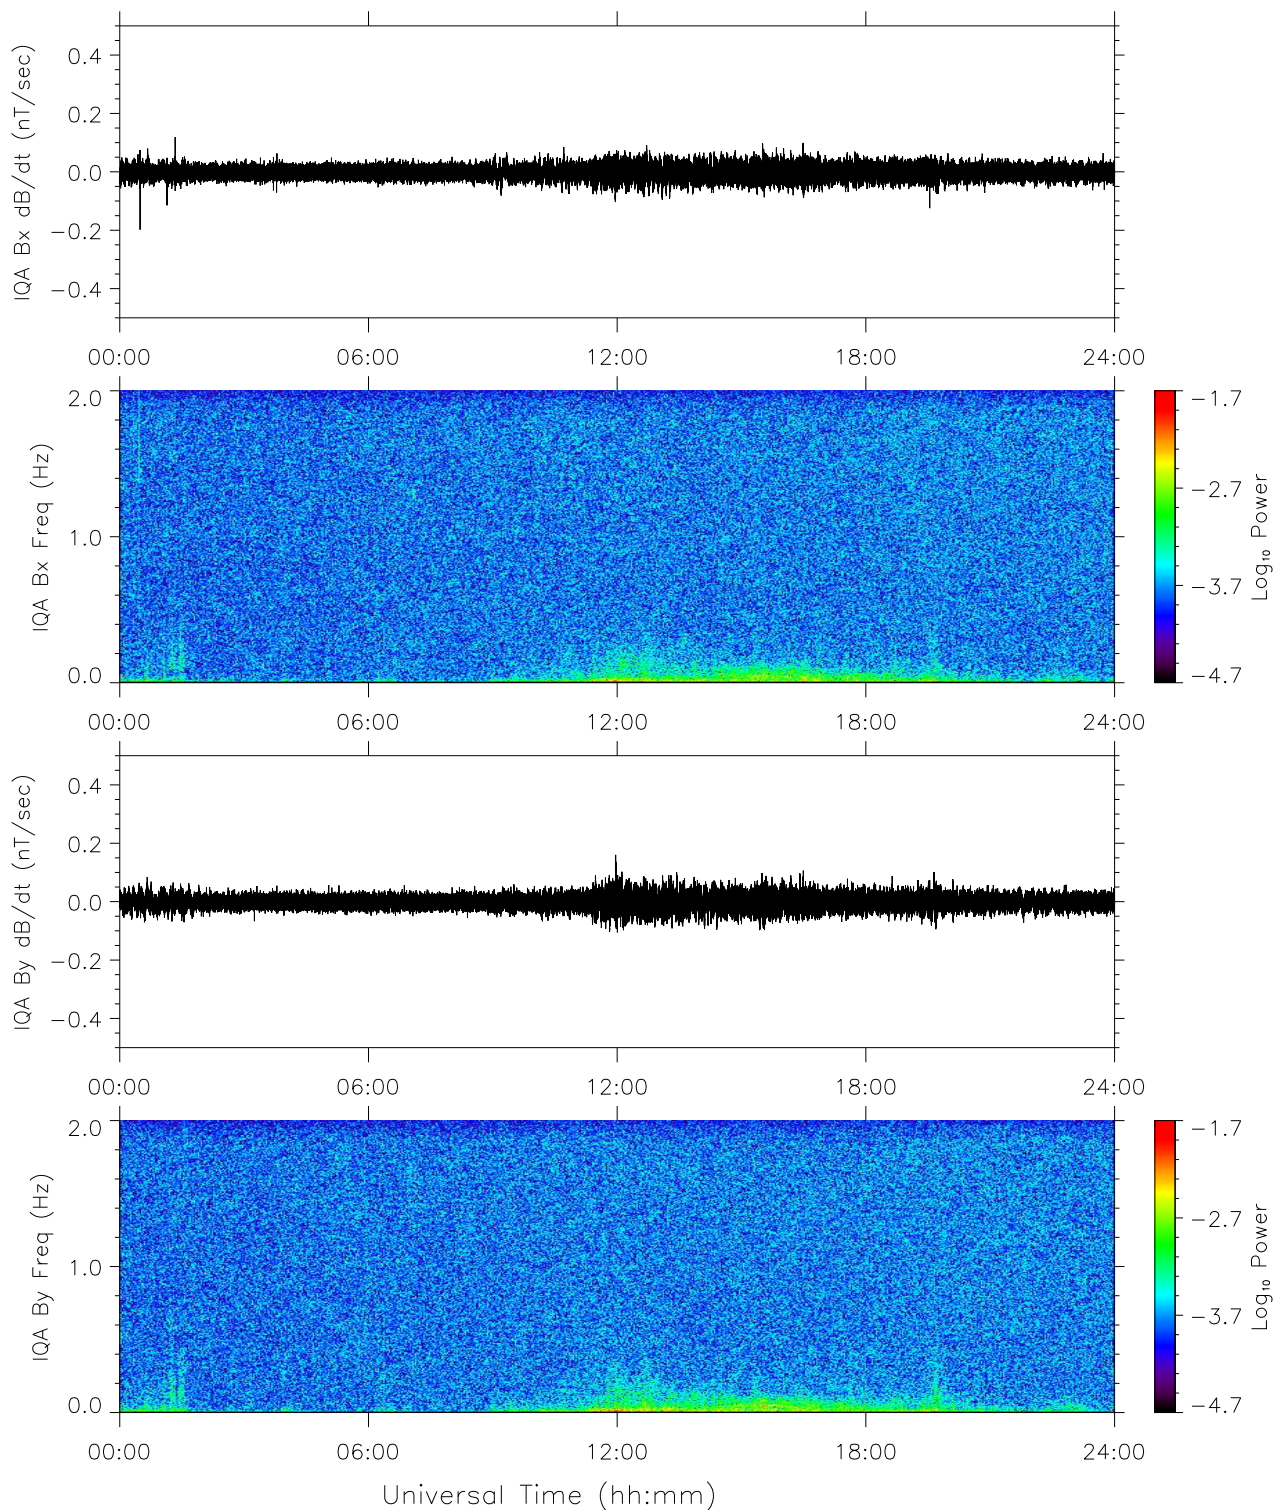 IQA Bx dB/dt (nT/sec)
0.4
0.2
0.0
−0.2
−0.4
00:00 06:00 12:00 18:00 24:00
IQA Bx Freq (Hz)
2.0
1.0
0.0
−1.7
−2.7
−3.7
−4.7
Log₁₀ Power
00:00 06:00 12:00 18:00 24:00
IQA By dB/dt (nT/sec)
0.4
0.2
0.0
−0.2
−0.4
00:00 06:00 12:00 18:00 24:00
IQA By Freq (Hz)
2.0
1.0
0.0
−1.7
−2.7
−3.7
−4.7
Log₁₀ Power
00:00 06:00 12:00 18:00 24:00
Universal Time (hh:mm)